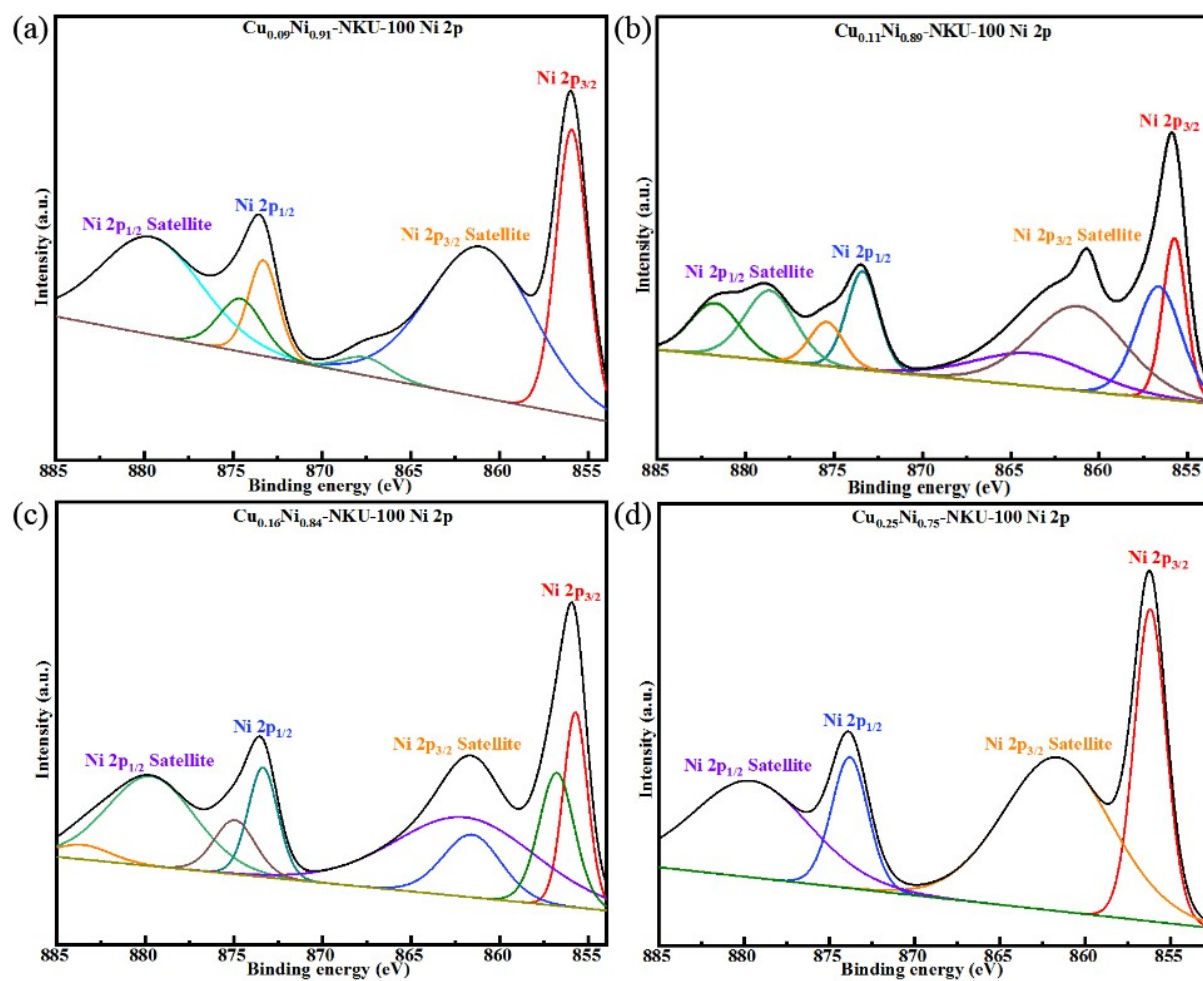 (a)
Cu0.09Ni0.91-NKU-100 Ni 2p
Ni 2p3/2
Ni 2p1/2
Ni 2p1/2 Satellite
Ni 2p3/2 Satellite
Intensity (a.u.)
885 880 875 870 865 860 855
Binding energy (eV)
(b)
Cu0.11Ni0.89-NKU-100 Ni 2p
Ni 2p3/2
Ni 2p3/2 Satellite
Ni 2p1/2
Ni 2p1/2 Satellite
Intensity (a.u.)
885 880 875 870 865 860 855
Binding energy (eV)
(c)
Cu0.16Ni0.84-NKU-100 Ni 2p
Ni 2p3/2
Ni 2p1/2
Ni 2p3/2 Satellite
Ni 2p1/2 Satellite
Intensity (a.u.)
885 880 875 870 865 860 855
Binding energy (eV)
(d)
Cu0.25Ni0.75-NKU-100 Ni 2p
Ni 2p3/2
Ni 2p1/2
Ni 2p3/2 Satellite
Ni 2p1/2 Satellite
Intensity (a.u.)
885 880 875 870 865 860 855
Binding energy (eV)